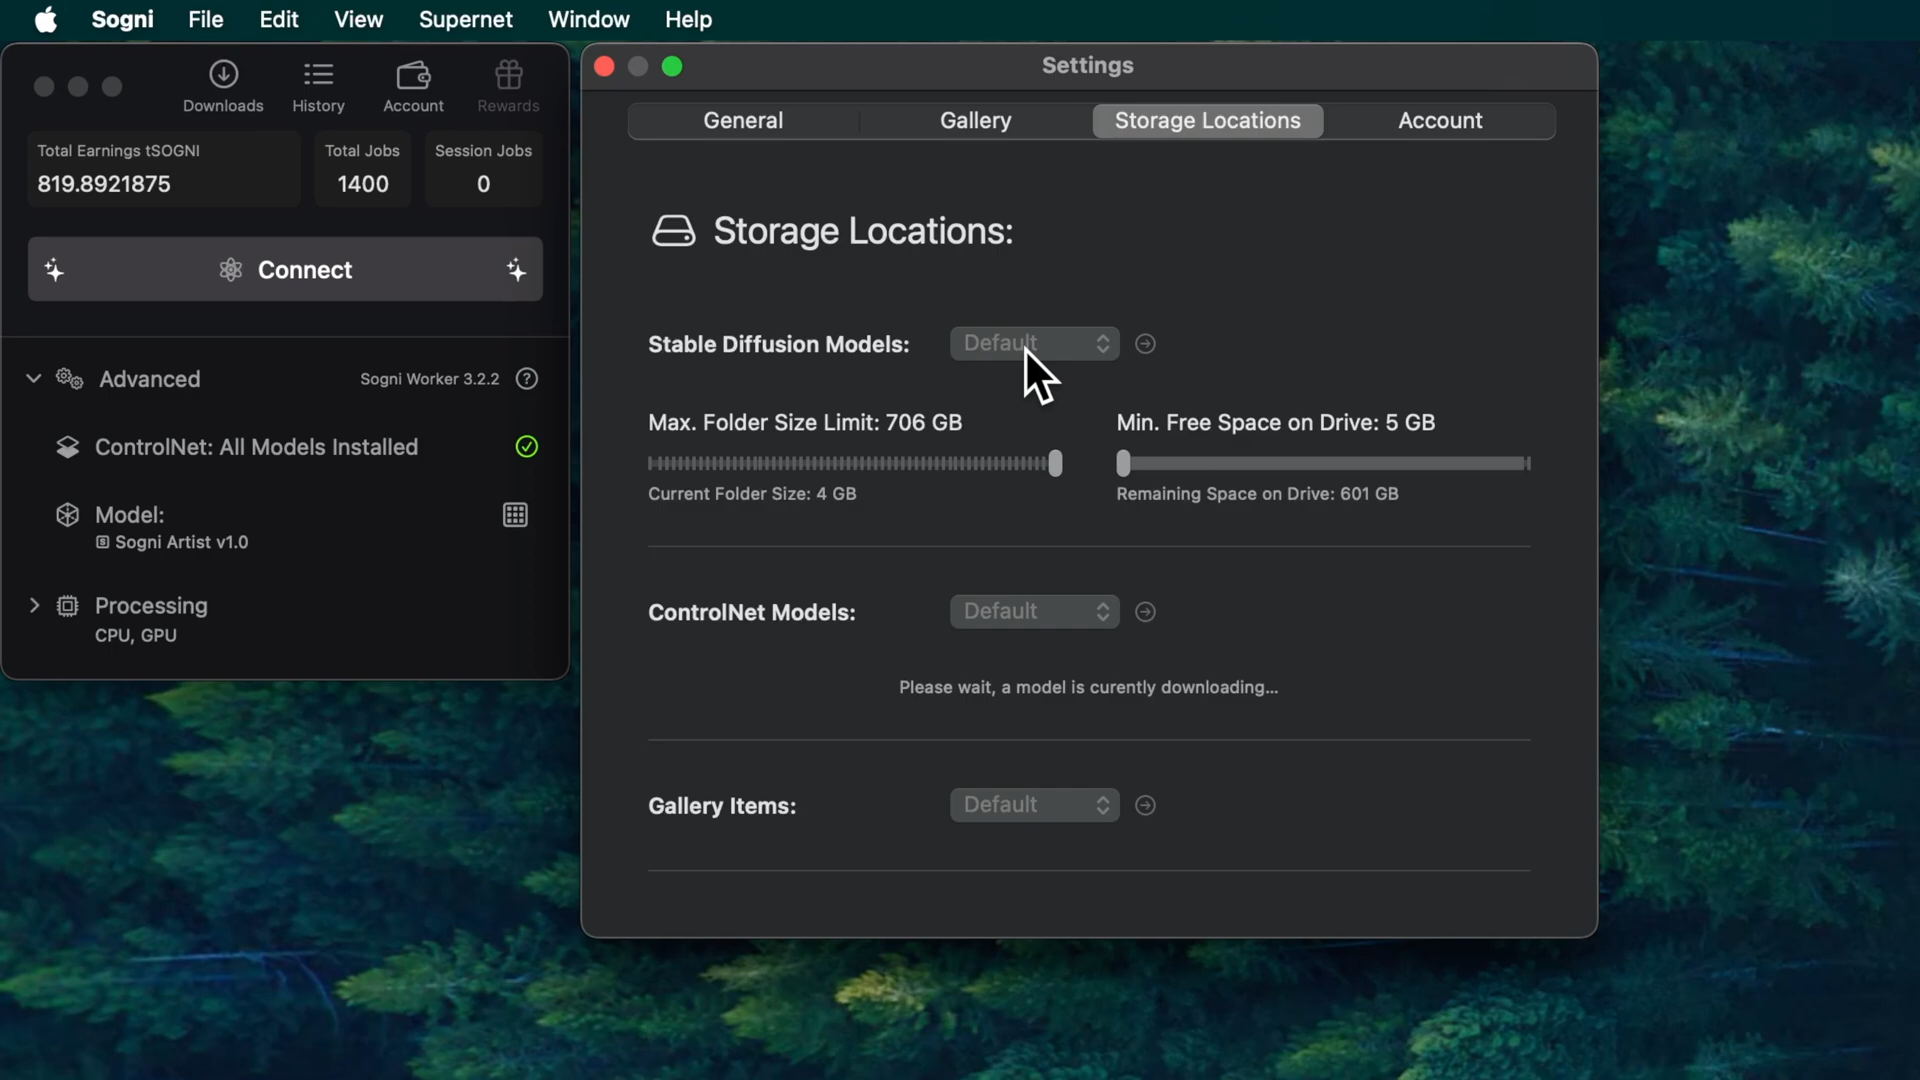 Sogni File Edit View Supernet Window Help
Downloads History Account Rewards
Total Earnings tSOGNI
819.8921875
Total Jobs
1400
Session Jobs
0
Connect
Advanced
Sogni Worker 3.2.2
ControlNet: All Models Installed
Model:
S Sogni Artist v1.0
Processing
CPU, GPU
Settings
General Gallery Storage Locations Account
Storage Locations:
Stable Diffusion Models: Default
Max. Folder Size Limit: 706 GB
Current Folder Size: 4 GB
Min. Free Space on Drive: 5 GB
Remaining Space on Drive: 601 GB
ControlNet Models: Default
Please wait, a model is curently downloading...
Gallery Items: Default